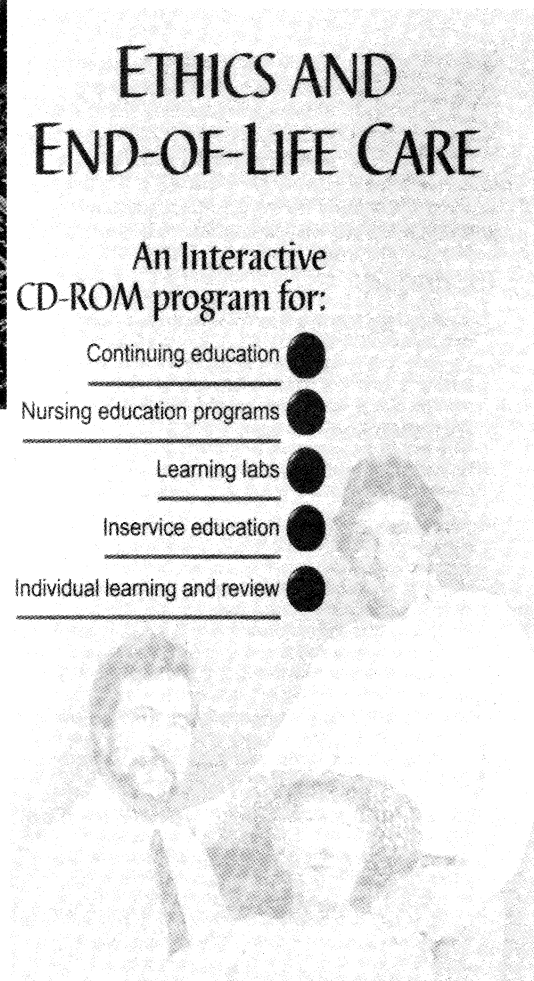 ETHICS AND
END-OF-LIFE CARE
An Interactive
CD-ROM program for:
Continuing education
Nursing education programs
Learning labs
Inservice education
Individual learning and review